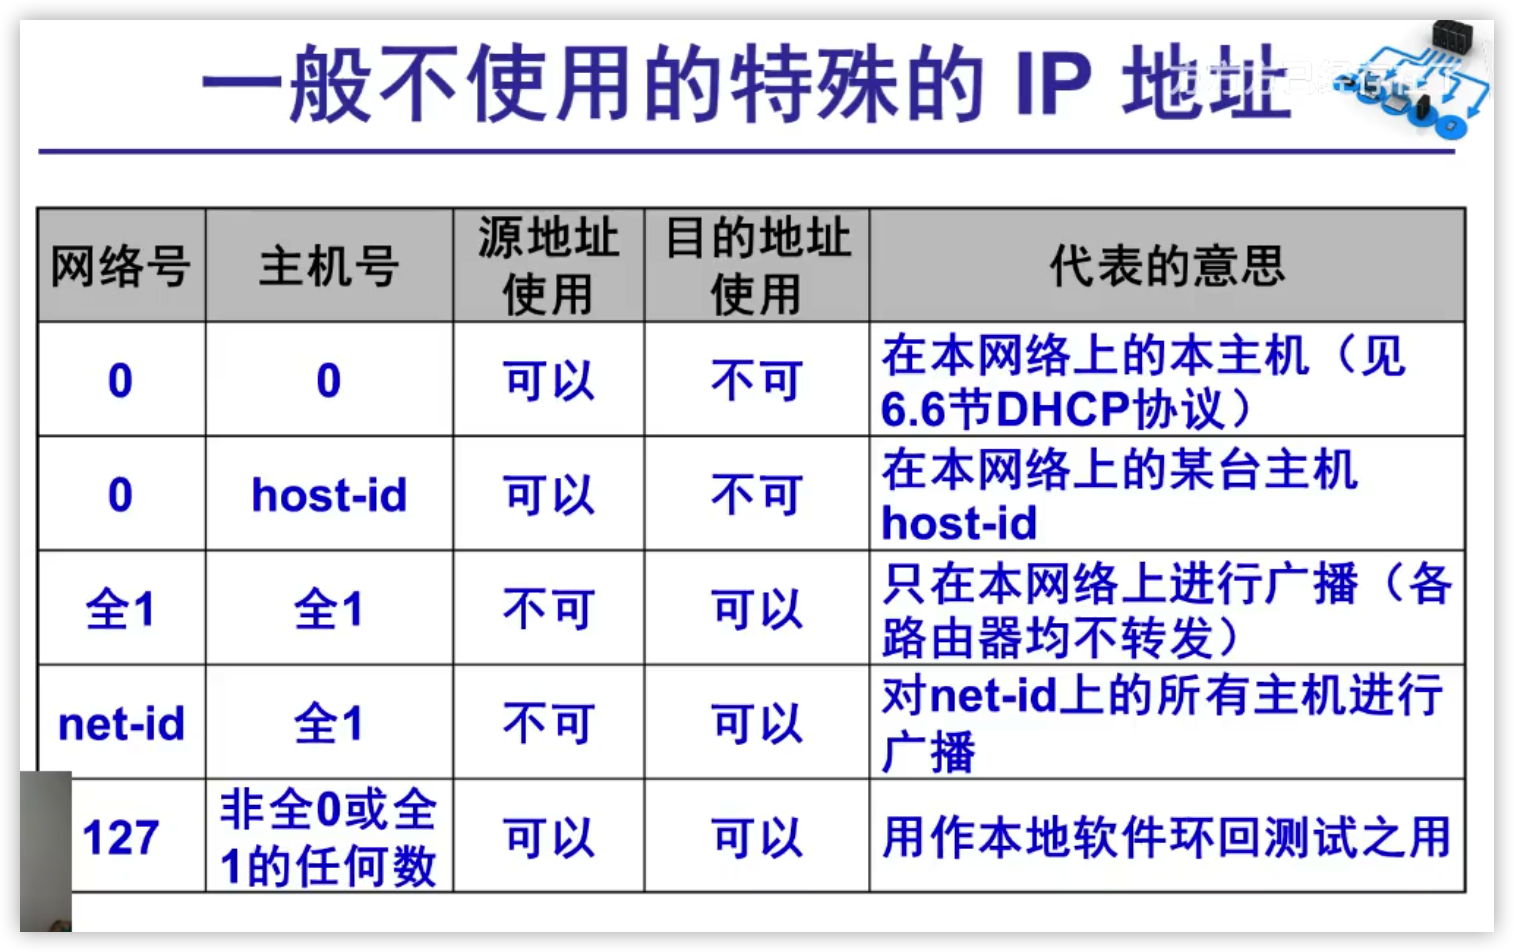 一般不使用的特殊的 IP 地址
网络号
主机号
源地址
使用
目的地址
使用
代表的意思
0
0
可以
不可
在本网络上的本主机（见
6.6节DHCP协议）
0
host-id
可以
不可
在本网络上的某台主机
host-id
全1
全1
不可
可以
只在本网络上进行广播（各
路由器均不转发）
net-id
全1
不可
可以
对net-id上的所有主机进行
广播
127
非全0或全
1的任何数
可以
可以
用作本地软件环回测试之用